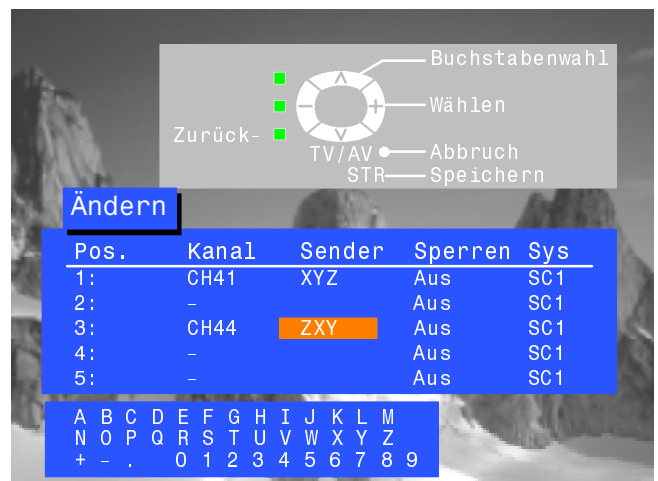 Buchstabenwahl
Wählen
Zurück-
TV/AV Abbruch
STR Speichern
Ändern
Pos. Kanal Sender Sperren Sys
1: CH41 XYZ Aus SC1
2: - Aus SC1
3: CH44 ZXY Aus SC1
4: - Aus SC1
5: - Aus SC1
A B C D E F G H I J K L M
N O P Q R S T U V W X Y Z
+ - . 0 1 2 3 4 5 6 7 8 9